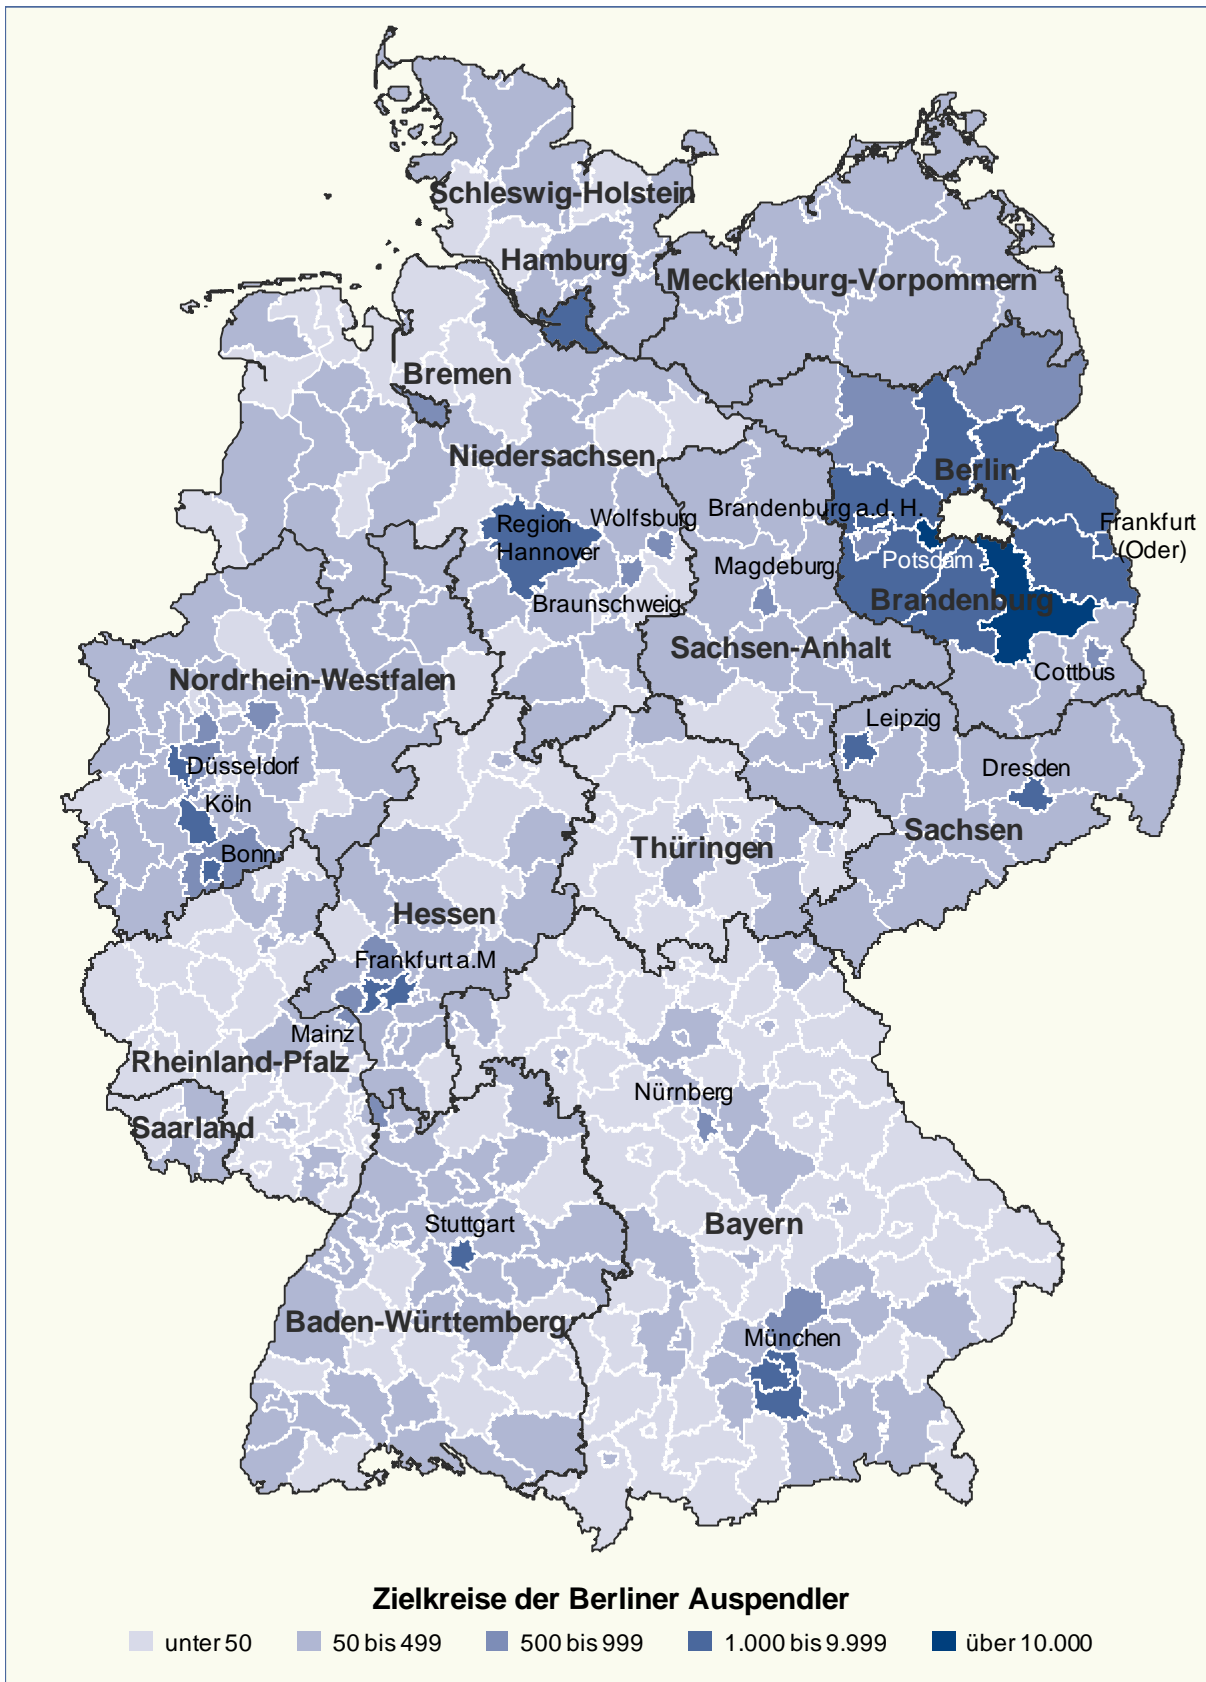 Schleswig-Holstein
Hamburg
Mecklenburg-Vorpommern
Bremen
Niedersachsen
Berlin
Region
Hannover
Wolfsburg
Brandenburg a.d. H.
Frankfurt
(Oder)
Potsdam
Magdeburg
Braunschweig
Brandenburg
Sachsen-Anhalt
Cottbus
Nordrhein-Westfalen
Leipzig
Düsseldorf
Dresden
Köln
Sachsen
Bonn
Thüringen
Hessen
Frankfurt a.M
Mainz
Rheinland-Pfalz
Nürnberg
Saarland
Stuttgart
Bayern
Baden-Württemberg
München
Zielkreise der Berliner Auspendler
unter 50
50 bis 499
500 bis 999
1.000 bis 9.999
über 10.000